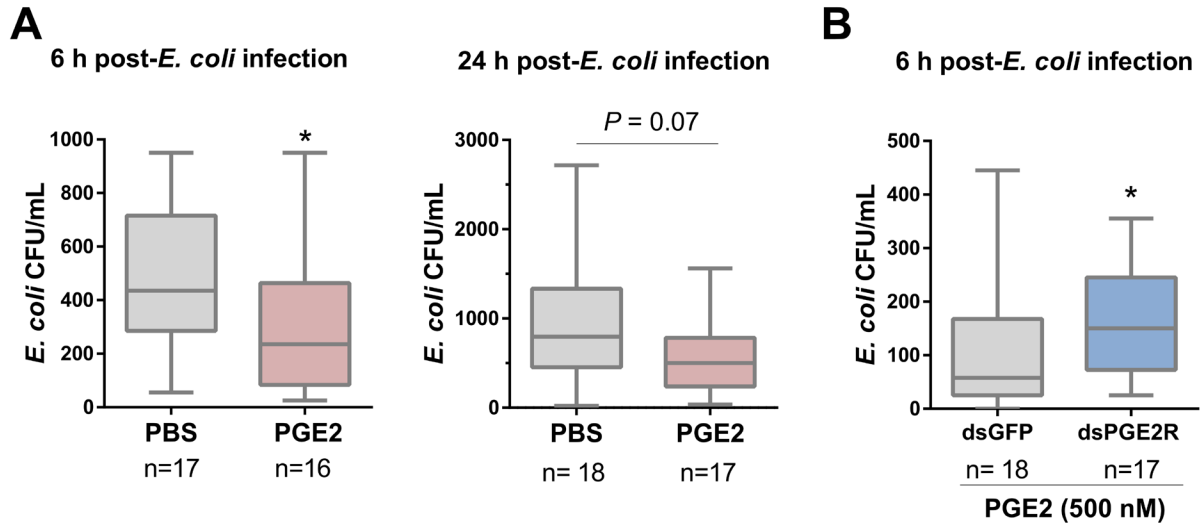 A
6 h post-E. coli infection
E. coli CFU/mL
1000
800
600
400
200
0
*
PBS
PGE2
n=17
n=16
24 h post-E. coli infection
P = 0.07
E. coli CFU/mL
3000
2000
1000
0
PBS
PGE2
n= 18
n=17
B
6 h post-E. coli infection
E. coli CFU/mL
500
400
300
200
100
0
*
dsGFP
dsPGE2R
n= 18
n=17
PGE2 (500 nM)